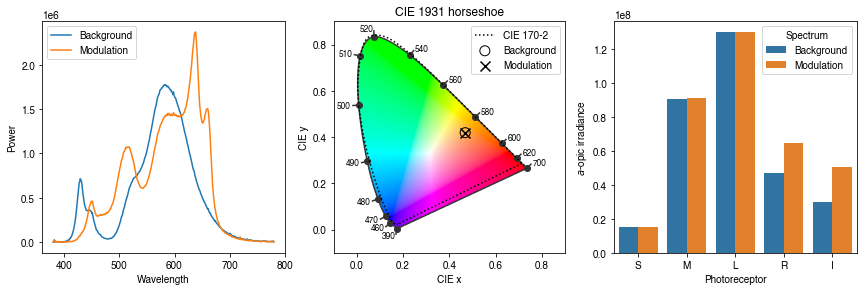 1e6
Background
Modulation
2.0
1.5
1.0
0.5
0.0
400
500
600
700
800
Power
Wavelength
CIE 1931 horseshoe
CIE 170-2
Background
Modulation
0.8
0.6
0.4
0.2
0.0
0.0
0.2
0.4
0.6
0.8
CIE y
CIE x
520
540
510
560
500
580
600
490
620
700
480
470
460
390
1e8
Spectrum
Background
Modulation
1.2
1.0
0.8
0.6
0.4
0.2
0.0
S
M
L
R
I
a-opic irradiance
Photoreceptor